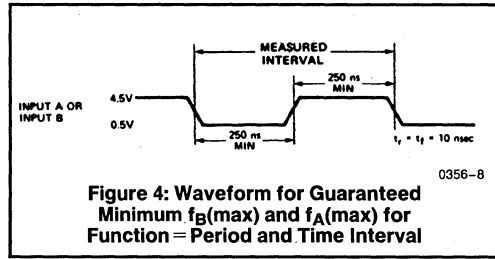 MEASURED
INTERVAL
250 ns
MIN
INPUT A OR
INPUT B
4.5V
0.5V
250 ns
MIN
tr = tf = 10 nsec
0356-8
Figure 4: Waveform for Guaranteed
Minimum fB(max) and fA(max) for
Function = Period and Time Interval